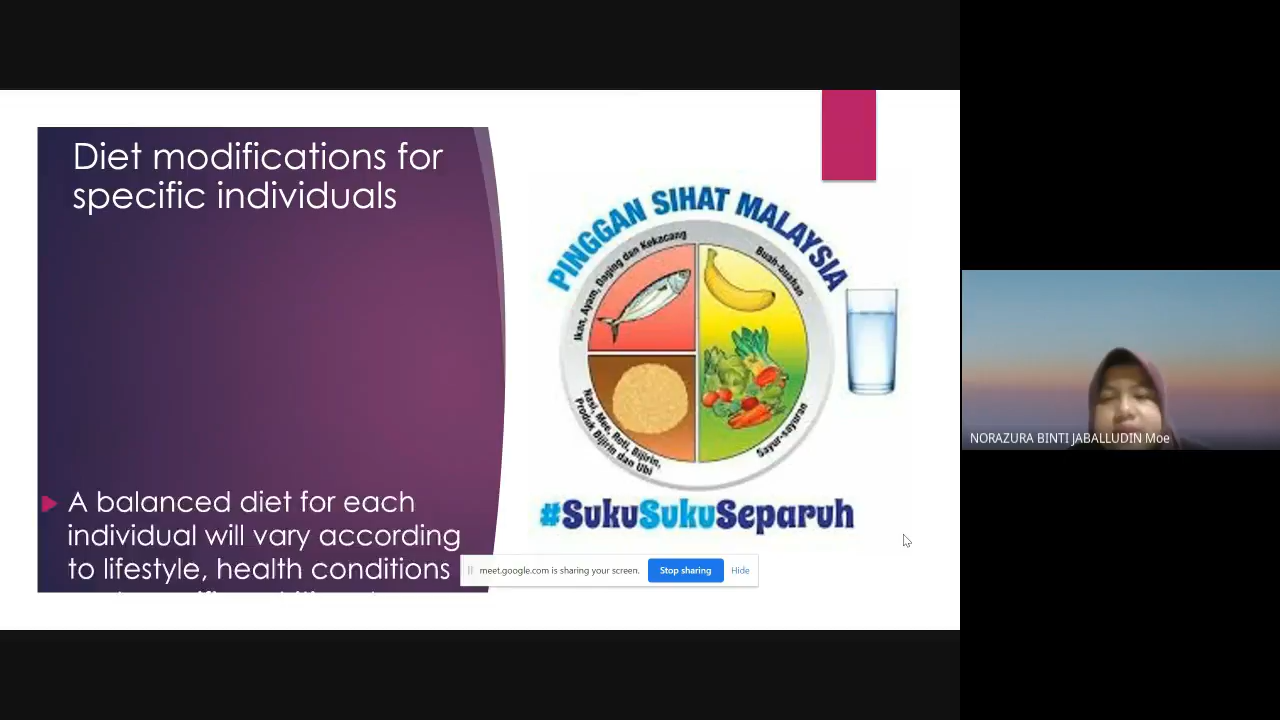 Diet modifications for
specific individuals
A balanced diet for each
individual will vary according
to lifestyle, health conditions
PINGGAN SIHAT MALAYSIA
Ikan, Ayam, Daging dan Kekacang
Buah-buahan
Nasi, Mee, Roti, Bijirin,
Produk Bijirin dan Ubi
Sayur-sayuran
#SukuSukuSeparuh
meet.google.com is sharing your screen.
Stop sharing
Hide
NORAZURA BINTI JABALLUDIN Moe